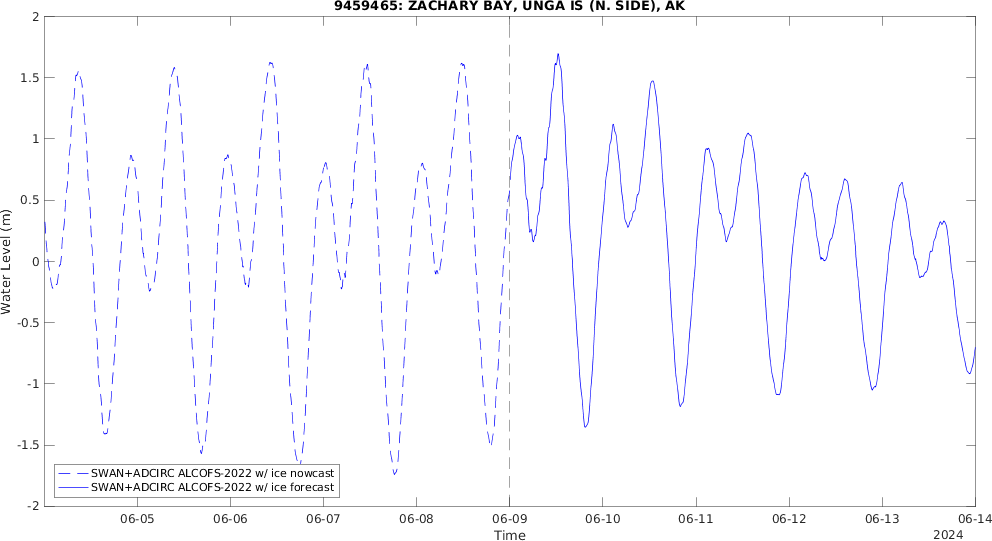 9459465: ZACHARY BAY, UNGA IS (N. SIDE), AK
2
1.5
1
0.5
0
-0.5
-1
-1.5
-2
Water Level (m)
SWAN+ADCIRC ALCOFS-2022 w/ ice nowcast
SWAN+ADCIRC ALCOFS-2022 w/ ice forecast
06-05 06-06 06-07 06-08 06-09 06-10 06-11 06-12 06-13 06-14
Time
2024